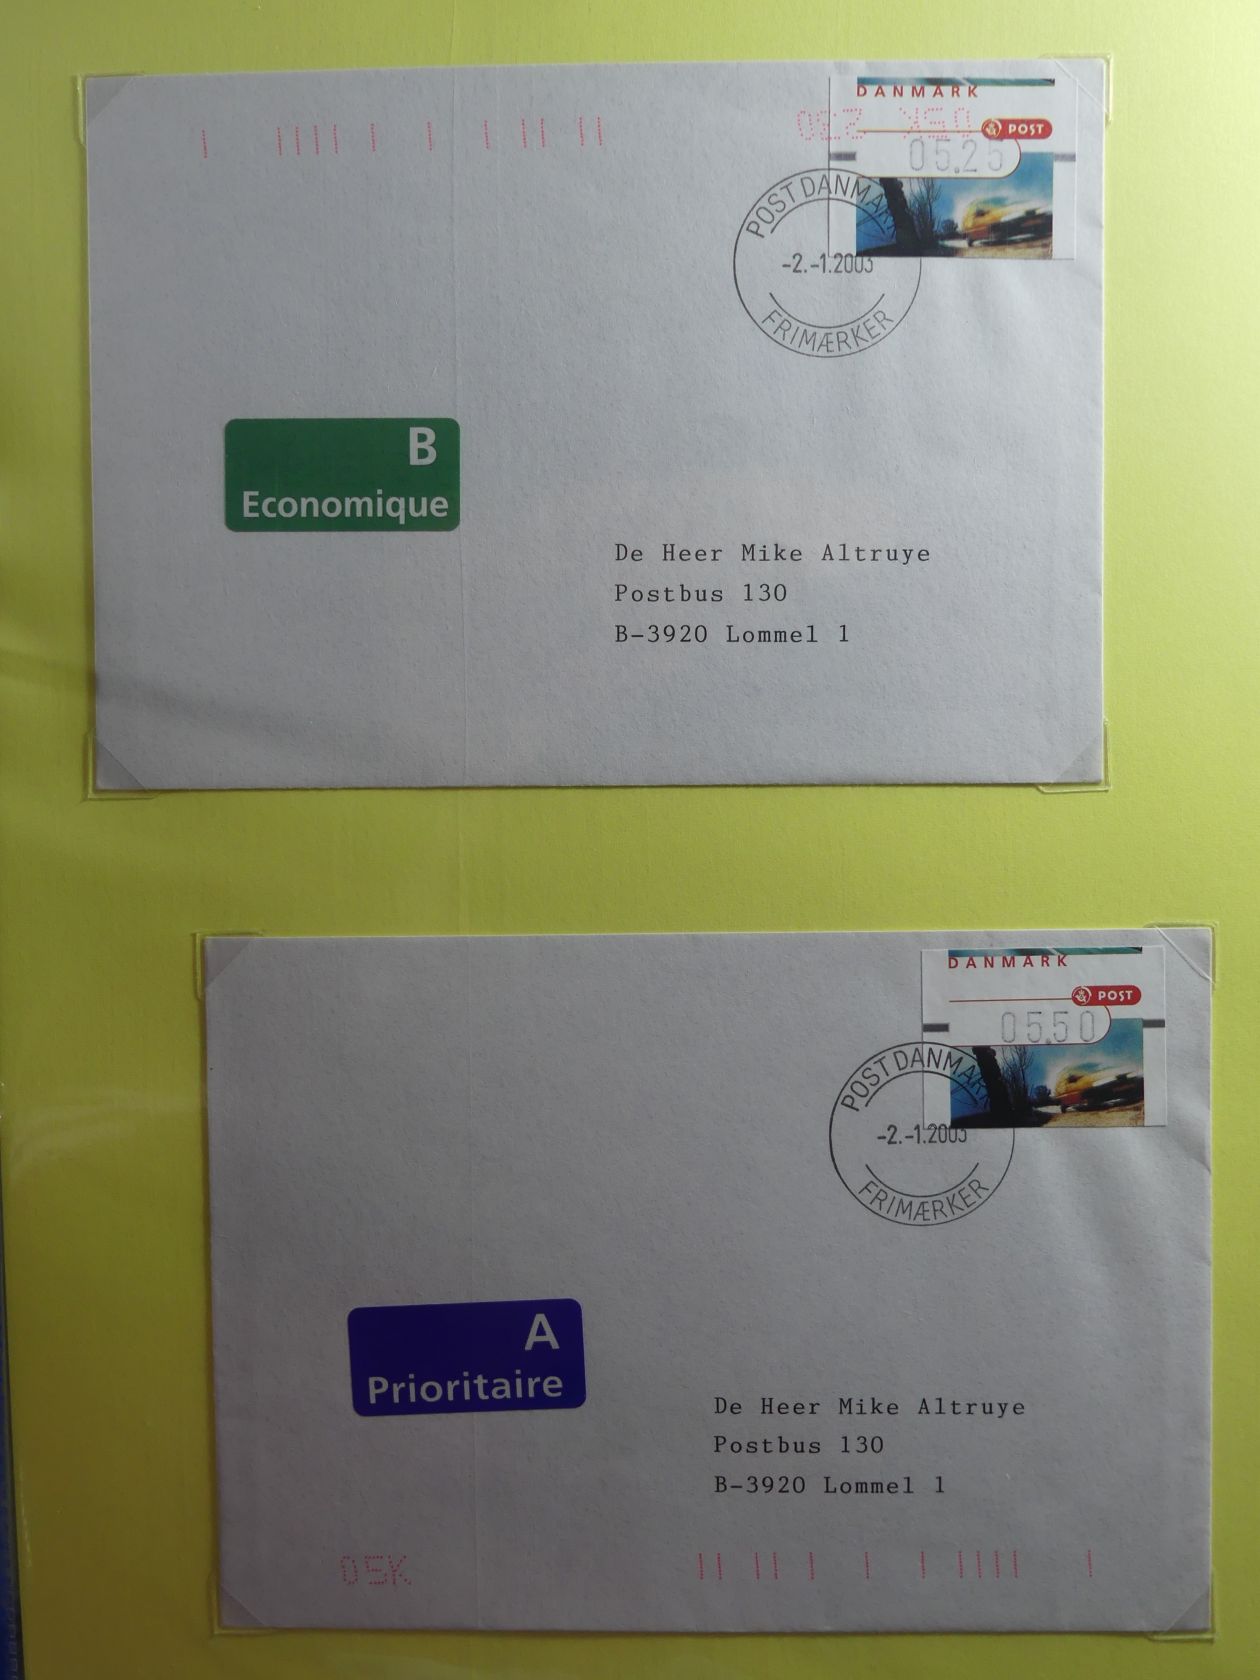 DANMARK
POST
05.25
POST DANMARK
-2.-1.2003
FRIMÆRKER
B
Economique
De Heer Mike Altruye
Postbus 130
B-3920 Lommel 1
DANMARK
POST
05.50
POST DANMARK
-2.-1.2003
FRIMÆRKER
A
Prioritaire
De Heer Mike Altruye
Postbus 130
B-3920 Lommel 1
05K